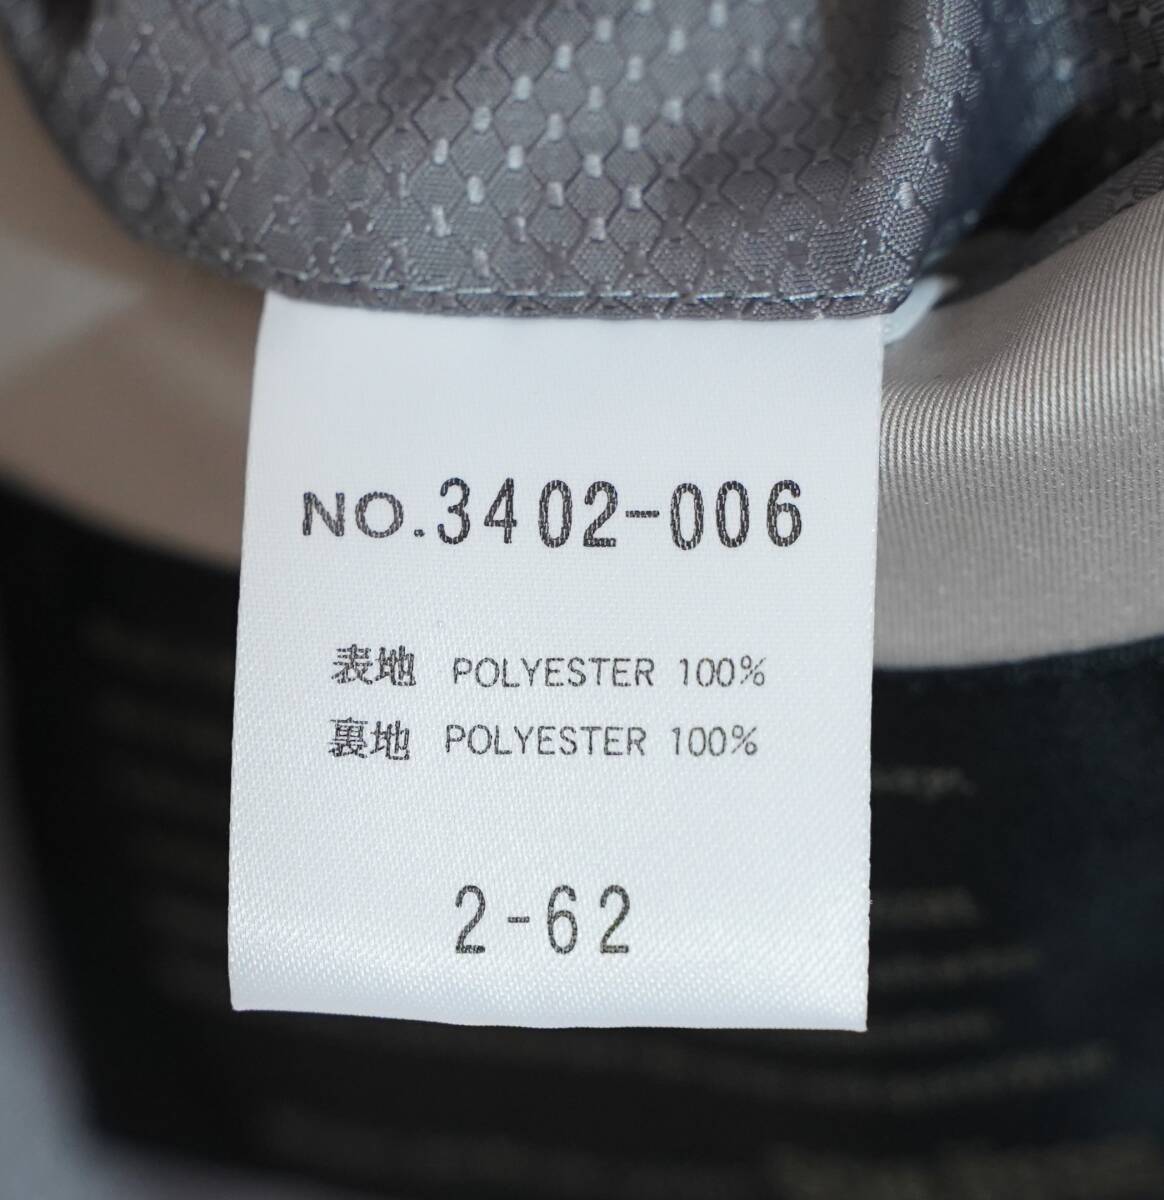 NO.3402-006
表地 POLYESTER 100%
裏地 POLYESTER 100%
2-62